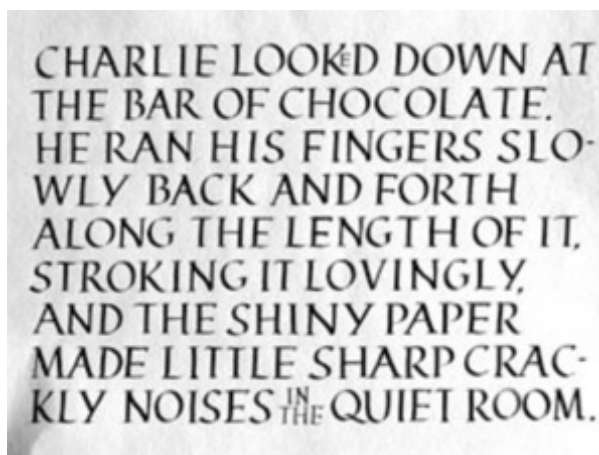 CHARLIE LOOKED DOWN AT
THE BAR OF CHOCOLATE.
HE RAN HIS FINGERS SLO-
WLY BACK AND FORTH
ALONG THE LENGTH OF IT,
STROKING IT LOVINGLY,
AND THE SHINY PAPER
MADE LITTLE SHARP CRAC-
KLY NOISES IN THE QUIET ROOM.